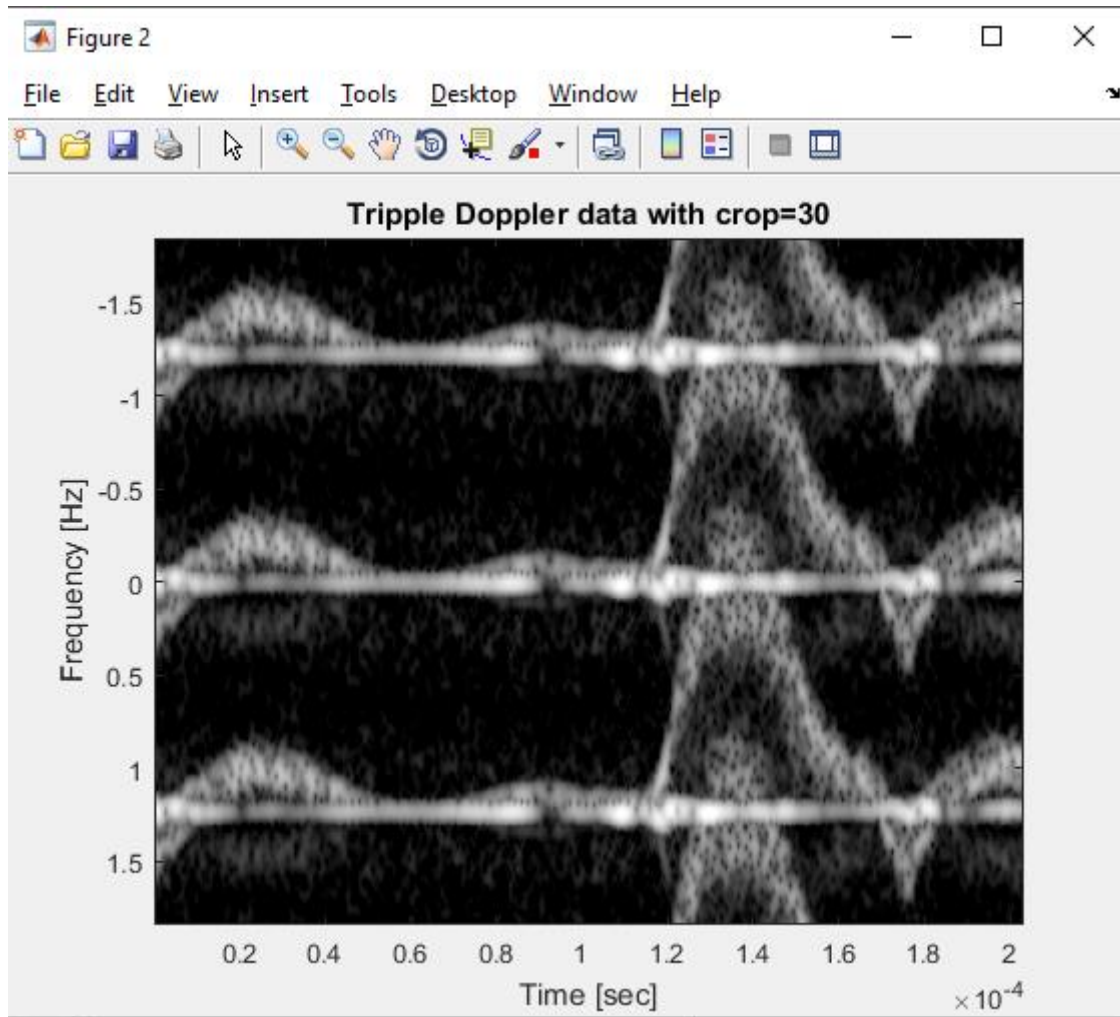 Figure 2
File Edit View Insert Tools Desktop Window Help
Tripple Doppler data with crop=30
-1.5
-1
-0.5
0
0.5
1
1.5
Frequency [Hz]
0.2 0.4 0.6 0.8 1 1.2 1.4 1.6 1.8 2
Time [sec]
×10-4